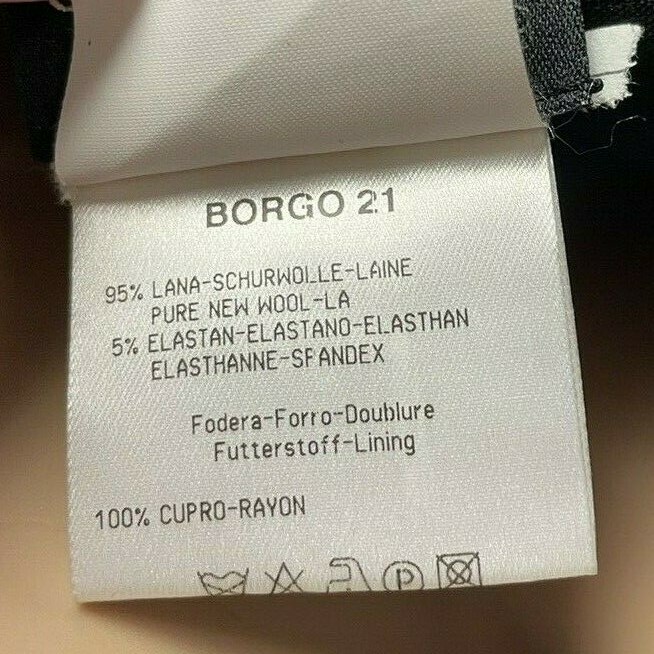 BORGO 21
95% LANA-SCHURWOLLE-LAINE
PURE NEW WOOL-LA
5% ELASTAN-ELASTANO-ELASTHAN
ELASTHANNE-SPANDEX
Fodera-Forro-Doublure
Futterstoff-Lining
100% CUPRO-RAYON
P